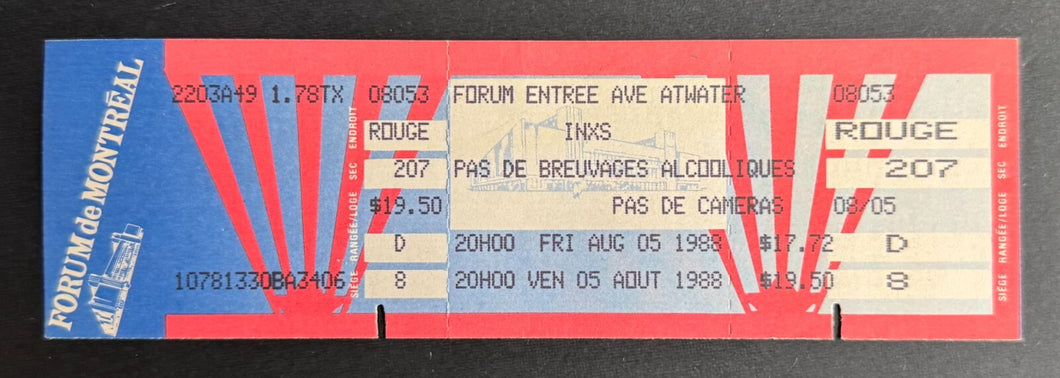 FORUM de MONTRÉAL
2203A49 1.78TX 08053 FORUM ENTREE AVE ATWATER 08053
ROUGE INXS ROUGE
207 PAS DE BREUVAGES ALCOOLIQUES 207
$19.50 PAS DE CAMERAS 08/05
D 20H00 FRI AUG 05 1988 $17.72 D
10781330BA3406 8 20H00 VEN 05 AOUT 1988 $19.50 8
SIÈGE RANGÉE/LOGE SEC ENDROIT
SIÈGE RANGÉE/LOGE SEC ENDROIT